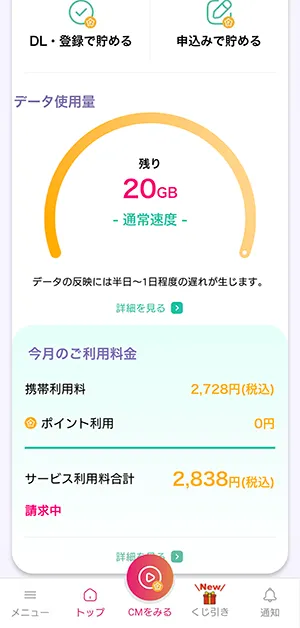 DL・登録で貯める
申込みで貯める
データ使用量
残り
20GB
- 通常速度 -
データの反映には半日～1日程度の遅れが生じます。
詳細を見る
今月のご利用料金
携帯利用料
2,728円(税込)
ポイント利用
0円
サービス利用料合計
2,838円(税込)
請求中
詳細を見る
New
メニュー
トップ
CMをみる
くじ引き
通知